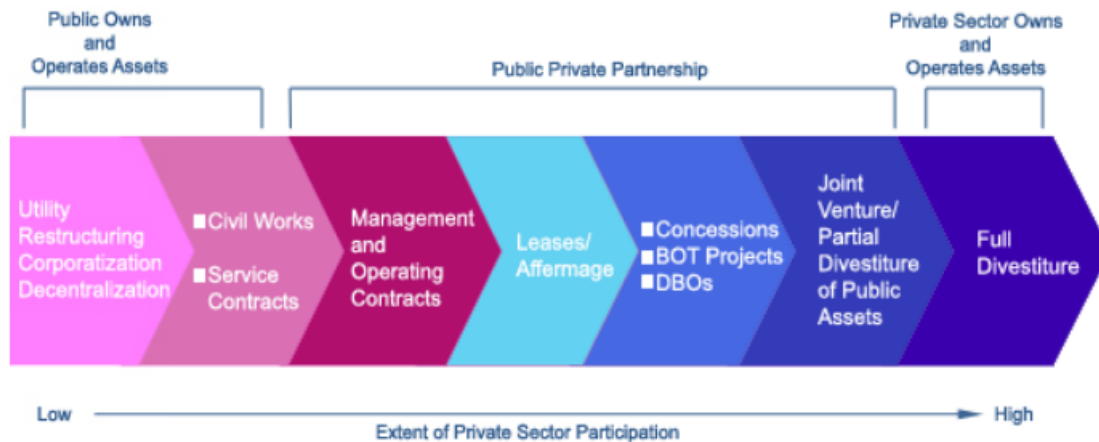 Public Owns
and
Operates Assets
Public Private Partnership
Private Sector Owns
and
Operates Assets
Utility
Restructuring
Corporatization
Decentralization
Civil Works
Service
Contracts
Management
and
Operating
Contracts
Leases/
Affermage
Concessions
BOT Projects
DBOs
Joint
Venture/
Partial
Divestiture
of Public
Assets
Full
Divestiture
Low
High
Extent of Private Sector Participation